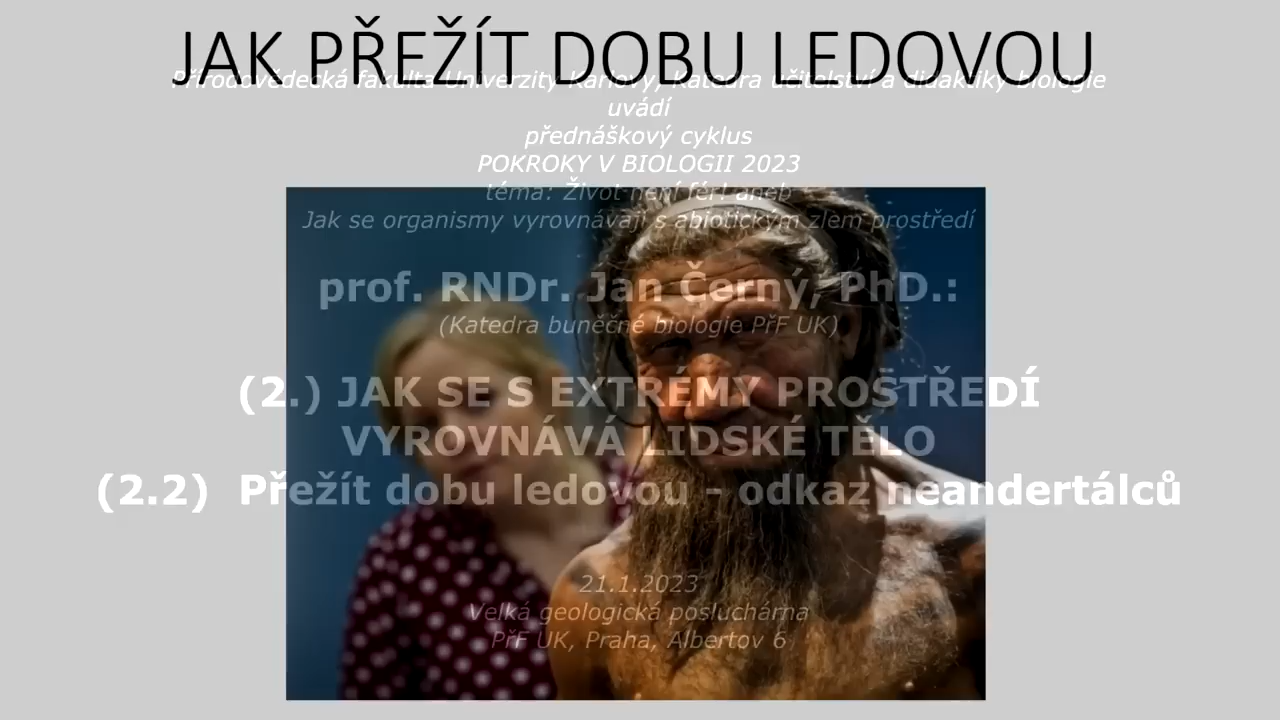 JAK PŘEŽÍT DOBU LEDOVOU
Přírodovědecká fakulta Univerzity Karlovy, Katedra učitelství a didaktiky biologie
uvádí
přednáškový cyklus
POKROKY V BIOLOGII 2023
téma: Život není fér! aneb
Jak se organismy vyrovnávají s abiotickým zlem prostředí
prof. RNDr. Jan Černý, PhD.:
(Katedra buněčné biologie PřF UK)
(2.) JAK SE S EXTRÉMY PROSTŘEDÍ
VYROVNÁVÁ LIDSKÉ TĚLO
(2.2) Přežít dobu ledovou - odkaz neandertálců
21.1.2023
Velká geologická posluchárna
PřF UK, Praha, Albertov 6